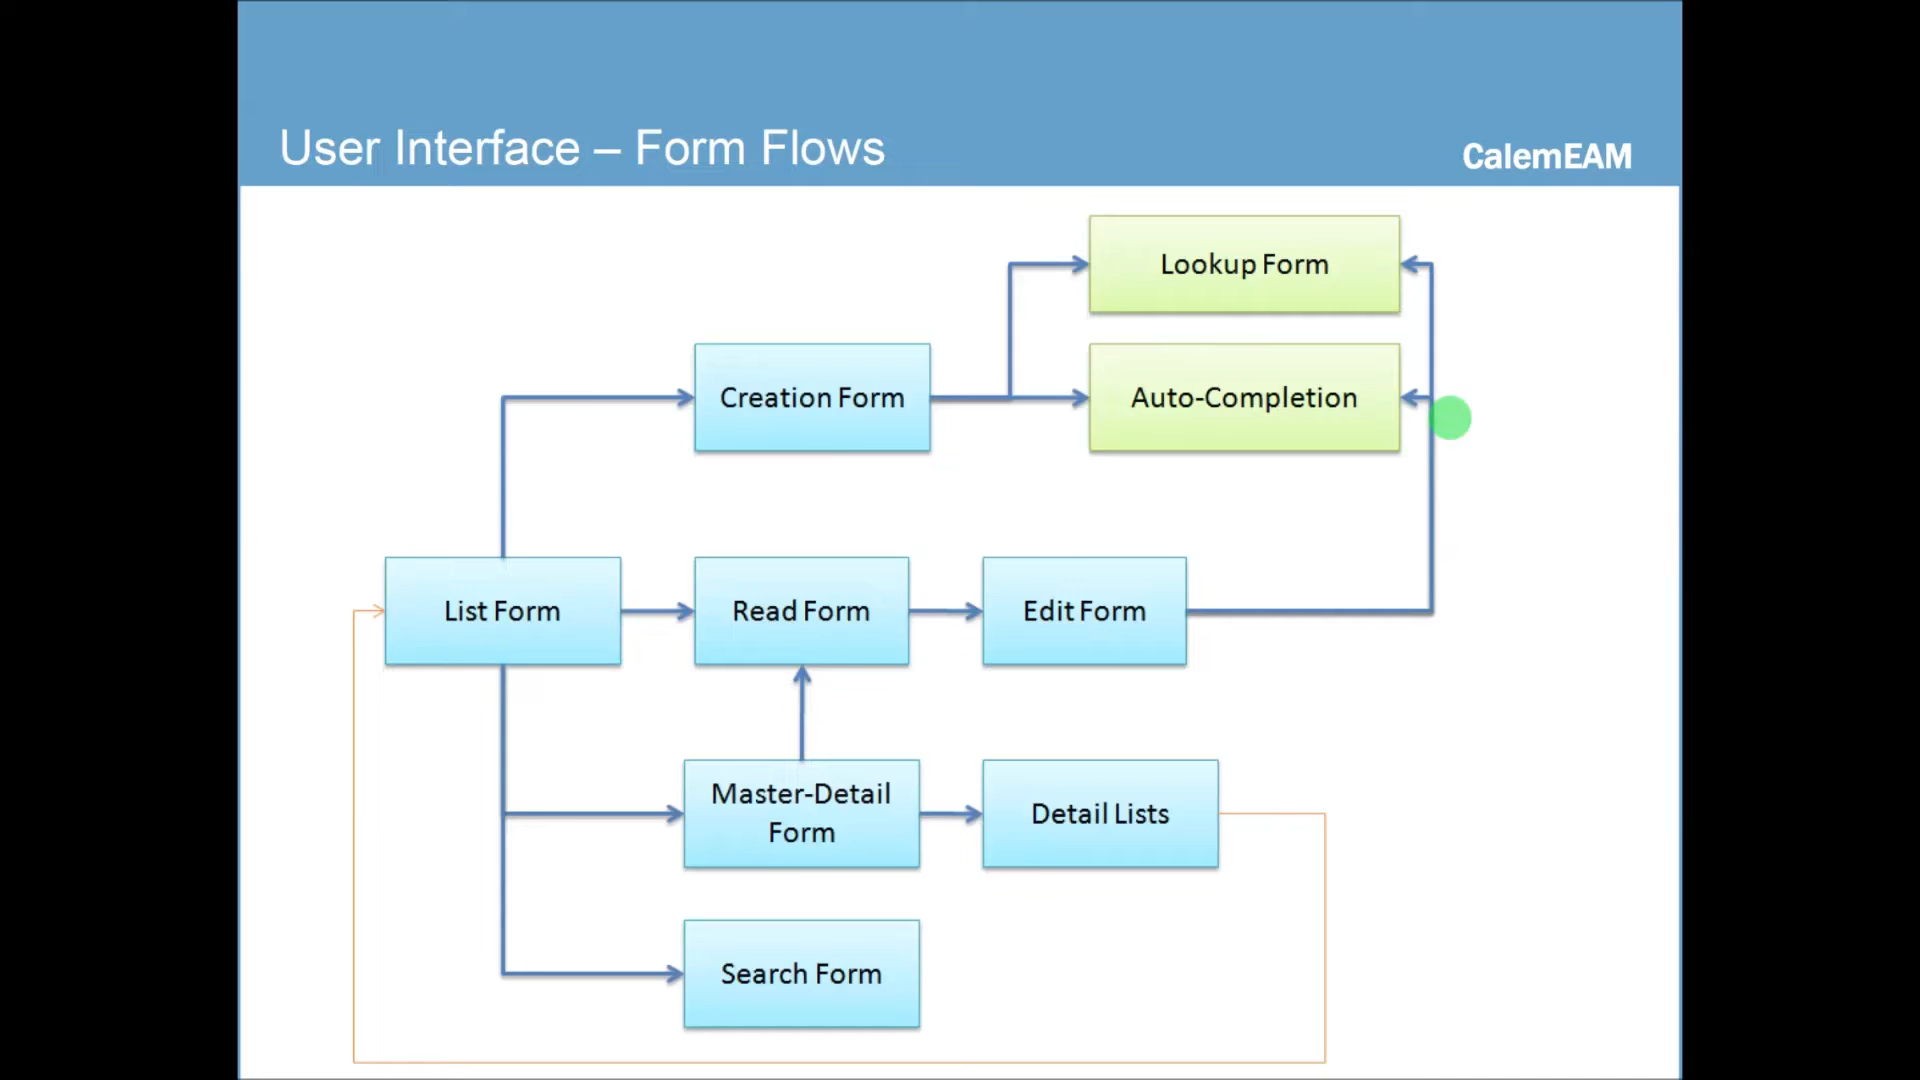 User Interface – Form Flows
CalemEAM
Lookup Form
Creation Form
Auto-Completion
List Form
Read Form
Edit Form
Master-Detail
Form
Detail Lists
Search Form